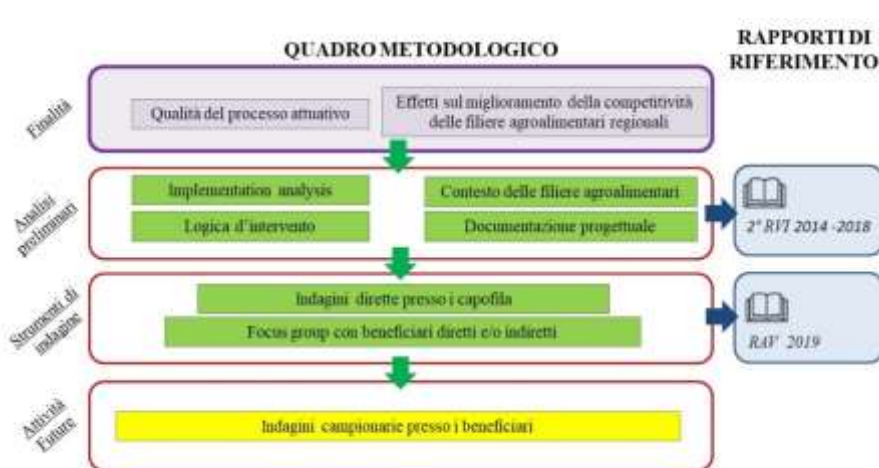 QUADRO METODOLOGICO
RAPPORTI DI
RIFERIMENTO
Finalità
Qualità del processo attuativo
Effetti sul miglioramento della competitività
delle filiere agroalimentari regionali
Analisi
preliminari
Implementation analysis
Contesto delle filiere agroalimentari
Logica d'intervento
Documentazione progettuale
2° RVI 2014 -2018
Strumenti di
indagine
Indagini dirette presso i capofila
Focus group con beneficiari diretti e/o indiretti
RAV 2019
Attività
Future
Indagini campionarie presso i beneficiari